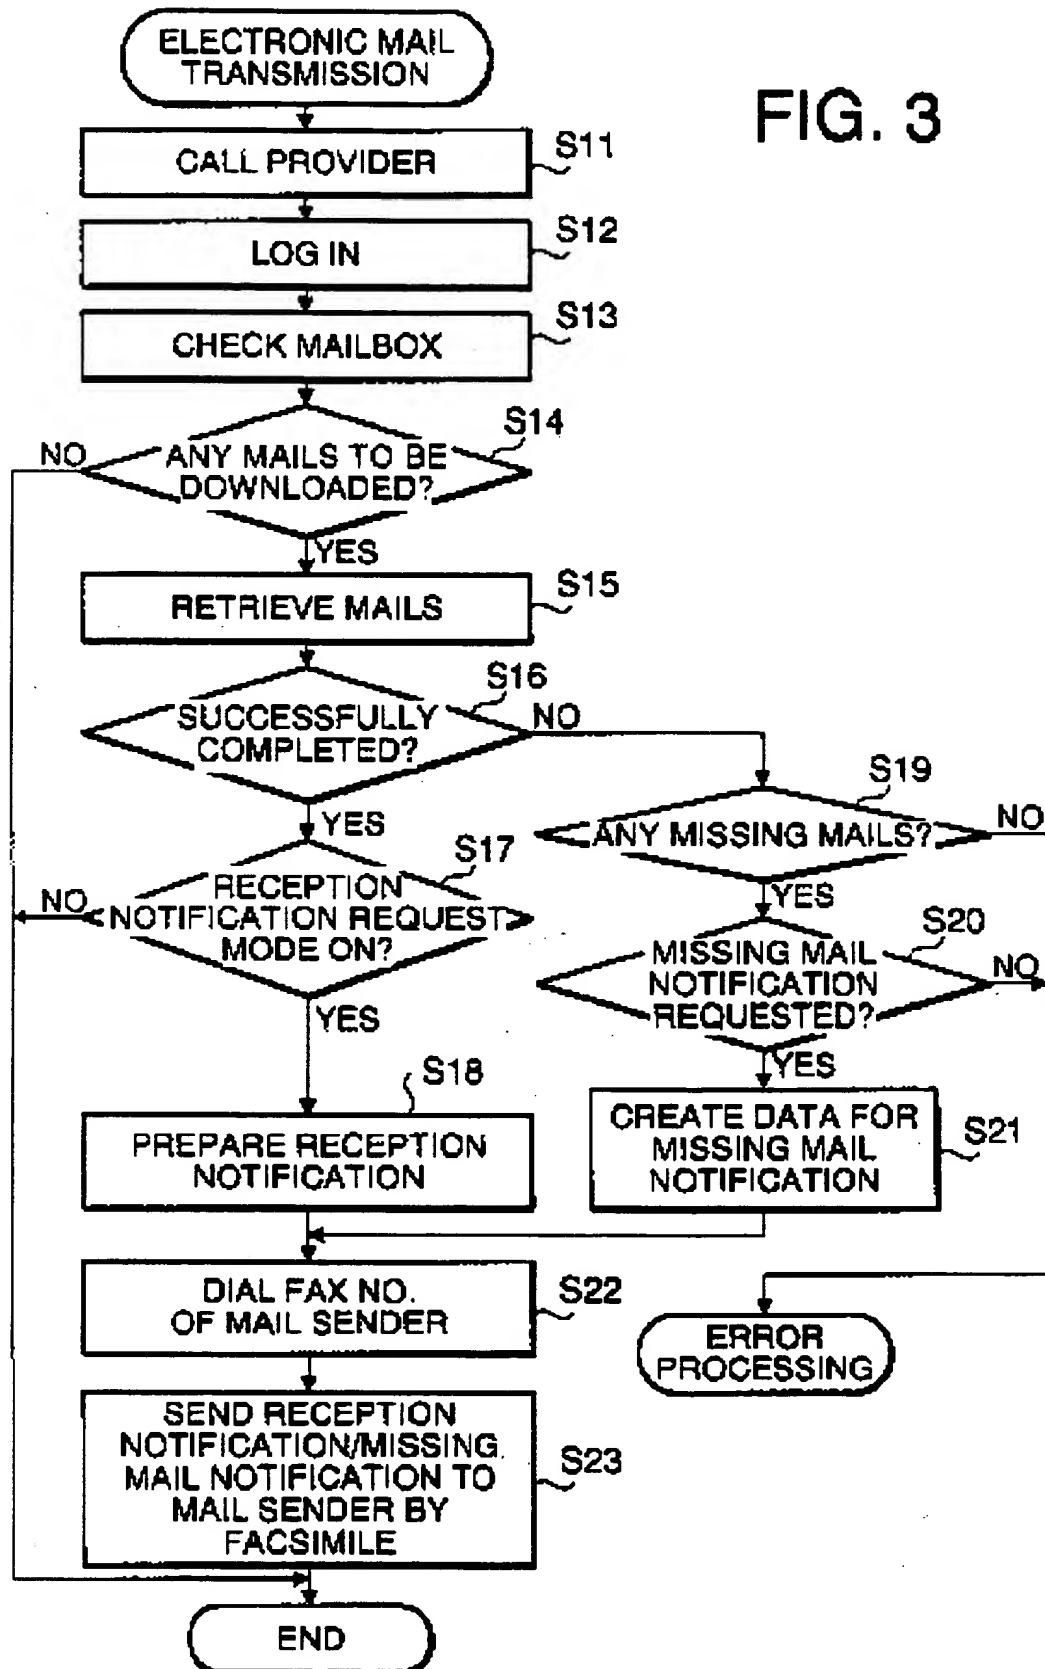 ELECTRONIC MAIL
TRANSMISSION
FIG. 3
S11
CALL PROVIDER
S12
LOG IN
S13
CHECK MAILBOX
S14
NO
ANY MAILS TO BE
DOWNLOADED?
YES
S15
RETRIEVE MAILS
S16
SUCCESSFULLY
COMPLETED?
NO
YES
S19
ANY MISSING MAILS?
NO
YES
S17
RECEPTION
NOTIFICATION REQUEST
MODE ON?
NO
YES
S20
MISSING MAIL
NOTIFICATION
REQUESTED?
NO
YES
S18
PREPARE RECEPTION
NOTIFICATION
CREATE DATA FOR
MISSING MAIL
NOTIFICATION
S21
DIAL FAX NO.
OF MAIL SENDER
S22
ERROR
PROCESSING
SEND RECEPTION
NOTIFICATION/MISSING
MAIL NOTIFICATION TO
MAIL SENDER BY
FACSIMILE
S23
END